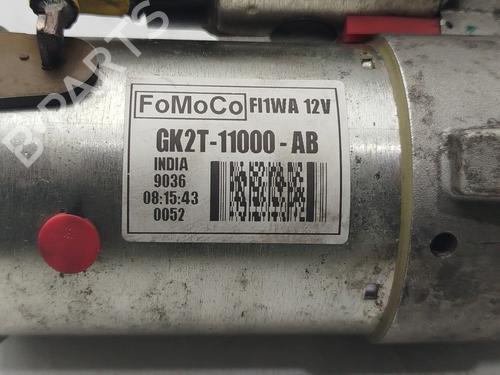 B-PARTS
FoMoCo FI1WA 12V
GK2T-11000-AB
INDIA
9036
08:15:43
0052